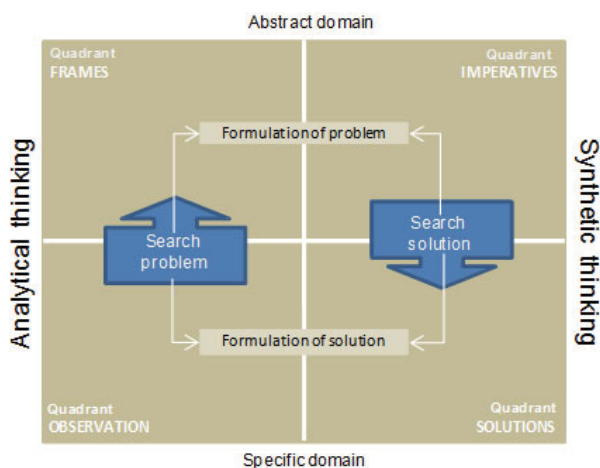 Abstract domain
Quadrant
FRAMES
Quadrant
IMPERATIVES
Formulation of problem
Analytical thinking
Synthetic thinking
Search
problem
Search
solution
Formulation of solution
Quadrant
OBSERVATION
Quadrant
SOLUTIONS
Specific domain